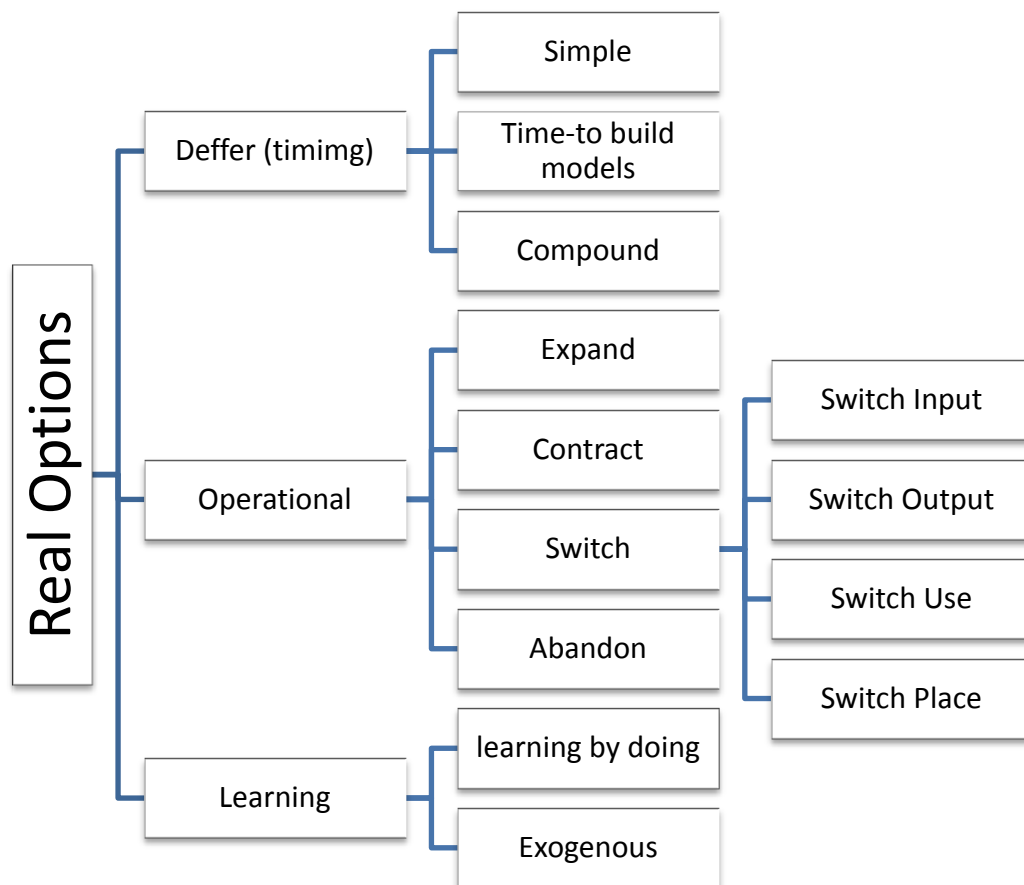 Real Options
Deffer (timimg)
Simple
Time-to build
models
Compound
Operational
Expand
Contract
Switch
Switch Input
Switch Output
Switch Use
Switch Place
Abandon
Learning
learning by doing
Exogenous